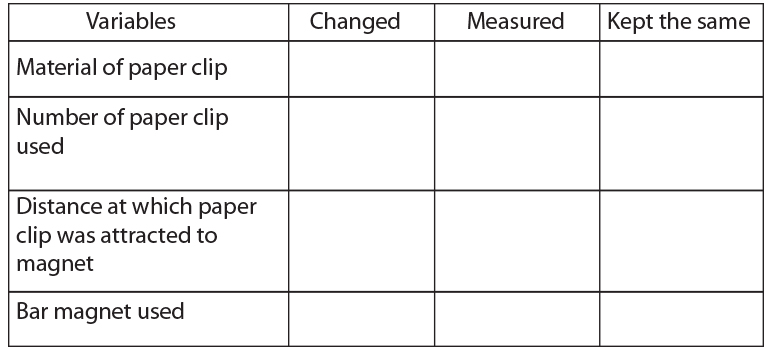 Variables Changed Measured Kept the same
Material of paper clip
Number of paper clip
used
Distance at which paper
clip was attracted to
magnet
Bar magnet used